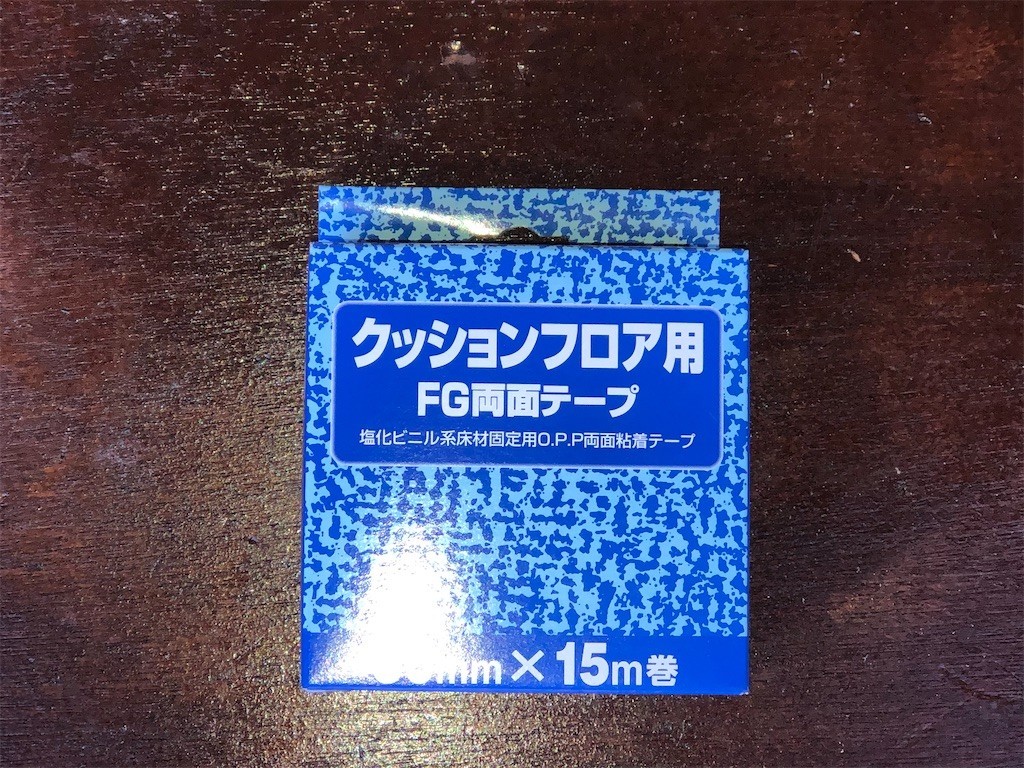 クッションフロア用
FG両面テープ
塩化ビニル系床材固定用O.P.P両面粘着テープ
× 15m巻